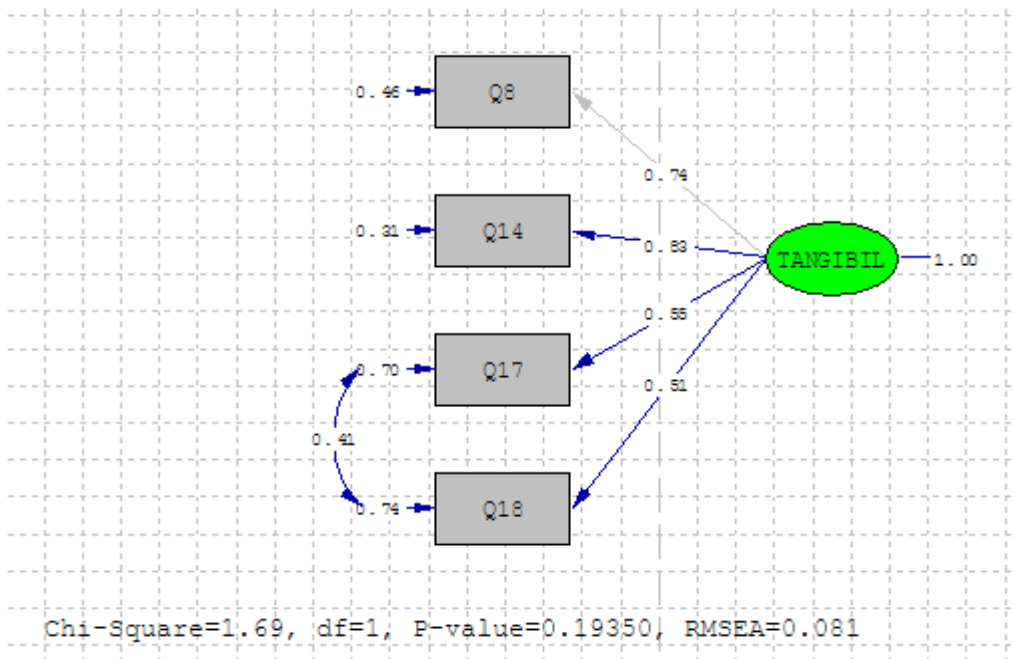 0.46 Q8
0.74
0.31 Q14 0.83 TANGIBIL 1.00
0.55
0.70 Q17
0.51
0.41
0.74 Q18
Chi-Square=1.69, df=1, P-value=0.19350, RMSEA=0.081